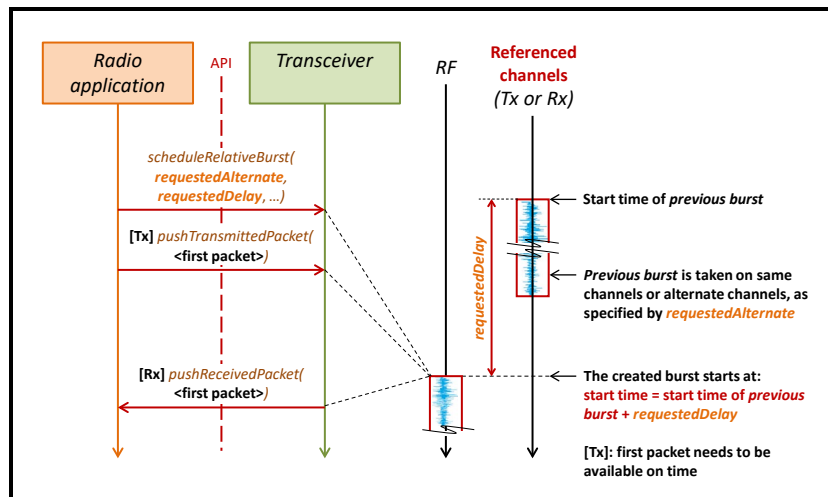 Radio
application
API
Transceiver
RF
Referenced
channels
(Tx or Rx)
scheduleRelativeBurst(
requestedAlternate,
requestedDelay, ...)
[Tx] pushTransmittedPacket(
<first packet>)
[Rx] pushReceivedPacket(
<first packet>)
requestedDelay
Start time of previous burst
Previous burst is taken on same
channels or alternate channels, as
specified by requestedAlternate
The created burst starts at:
start time = start time of previous
burst + requestedDelay
[Tx]: first packet needs to be
available on time